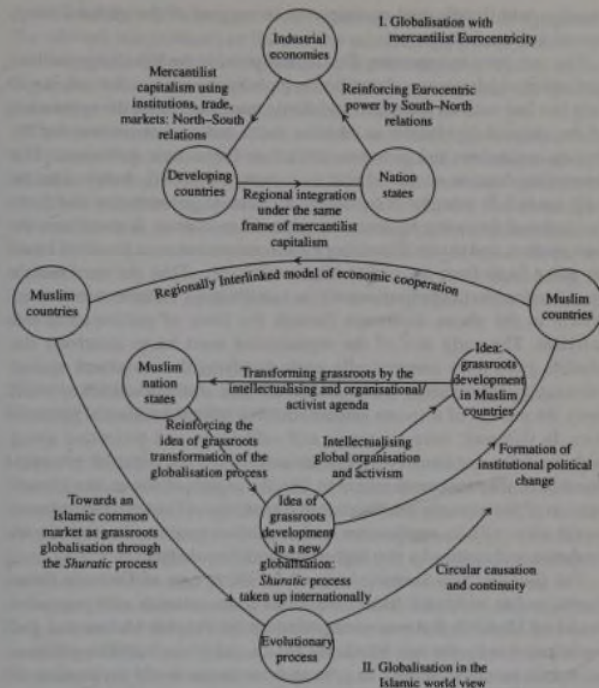 I. Globalisation with
mercantilist Eurocentricity
Industrial
economies
Mercantilist
capitalism using
institutions, trade,
markets: North–South
relations
Reinforcing Eurocentric
power by South–North
relations
Developing
countries
Nation
states
Regional integration
under the same
frame of mercantilist
capitalism
Muslim
countries
Regionally Interlinked model of economic cooperation
Muslim
countries
Muslim
nation
states
Transforming grassroots by the
intellectualising and organisational/
activist agenda
Idea:
grassroots
development
in Muslim
countries
Reinforcing the
idea of grassroots
transformation of the
globalisation process
Intellectualising
global organisation
and activism
Formation of
institutional political
change
Towards an
Islamic common
market as grassroots
globalisation through
the Shuratic process
Idea of
grassroots
development
in a new
globalisation:
Shuratic process
taken up internationally
Circular causation
and continuity
Evolutionary
process
II. Globalisation in the
Islamic world view